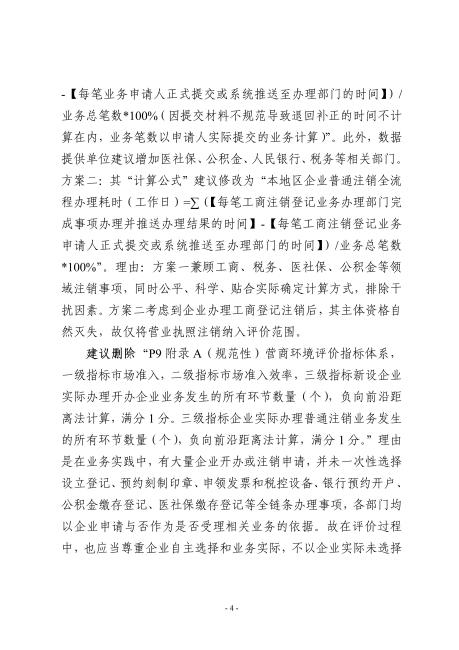 -【每笔业务申请人正式提交或系统推送至办理部门的时间】）/
业务总笔数*100%（因提交材料不规范导致退回补正的时间不计
算在内，业务笔数以申请人实际提交的业务计算）”。此外，数据
提供单位建议增加医社保、公积金、人民银行、税务等相关部门。
方案二：其“计算公式”建议修改为“本地区企业普通注销全流
程办理耗时（工作日）=∑（【每笔工商注销登记业务办理部门完
成事项办理并推送办理结果的时间】-【每笔工商注销登记业务
申请人正式提交或系统推送至办理部门的时间】）/业务总笔数
*100%”。理由：方案一兼顾工商、税务、医社保、公积金等领
域注销事项，同时公平、科学、贴合实际确定计算方式，排除干
扰因素。方案二考虑到企业办理工商登记注销后，其主体资格自
然灭失，故仅将营业执照注销纳入评价范围。
建议删除“P9 附录 A（规范性）营商环境评价指标体系，
一级指标市场准入，二级指标市场准入效率，三级指标新设企业
实际办理开办企业业务发生的所有环节数量（个），负向前沿距
离法计算，满分 1 分。三级指标企业实际办理普通注销业务发生
的所有环节数量（个），负向前沿距离法计算，满分 1 分。”理由
是在业务实践中，有大量企业开办或注销申请，并未一次性选择
设立登记、预约刻制印章、申领发票和税控设备、银行预约开户、
公积金缴存登记、医社保缴存登记等全链条办理事项，各部门均
以企业申请与否作为是否受理相关业务的依据。故在评价过程
中，也应当尊重企业自主选择和业务实际，不以企业实际未选择
- 4 -